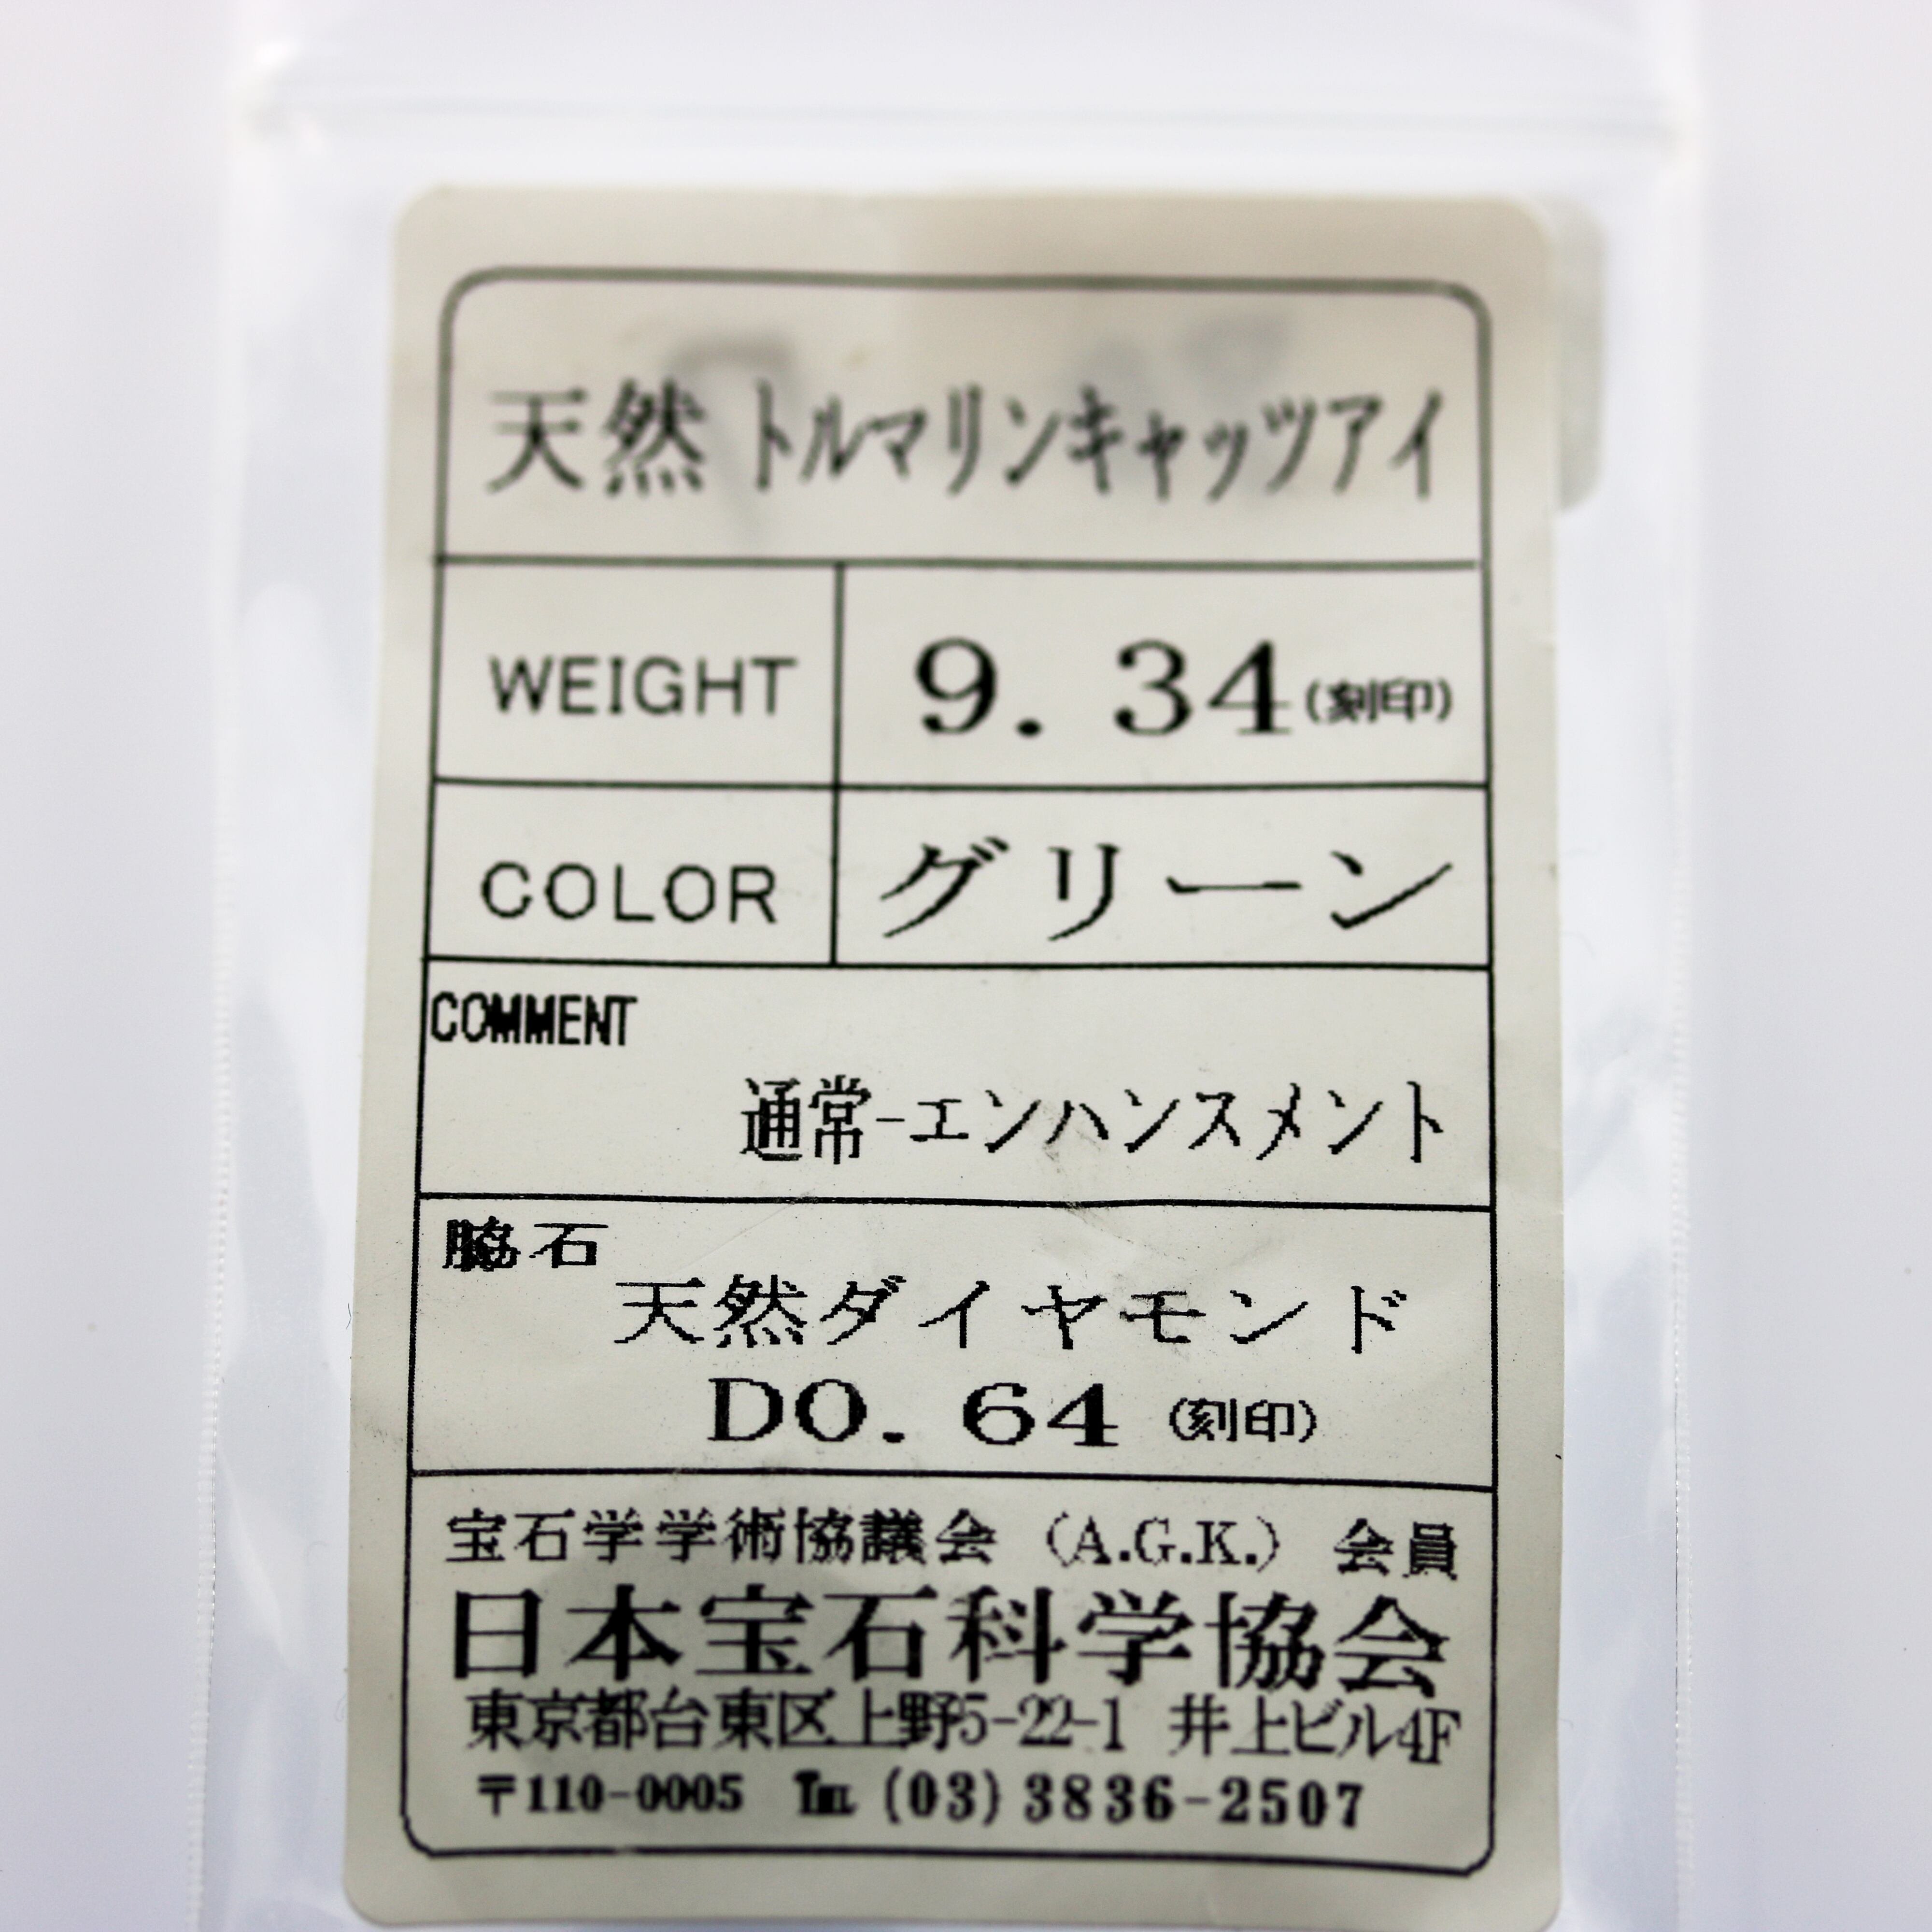 天然 トルマリンキャッツアイ
WEIGHT 9.34(刻印)
COLOR グリーン
COMMENT
通常-エンハンスメント
脇石
天然ダイヤモンド
D0.64 (刻印)
宝石学学術協議会 (A.G.K.) 会員
日本宝石科学協会
東京都台東区上野5-22-1 井上ビル4F
〒110-0005 ℡ (03)3836-2507